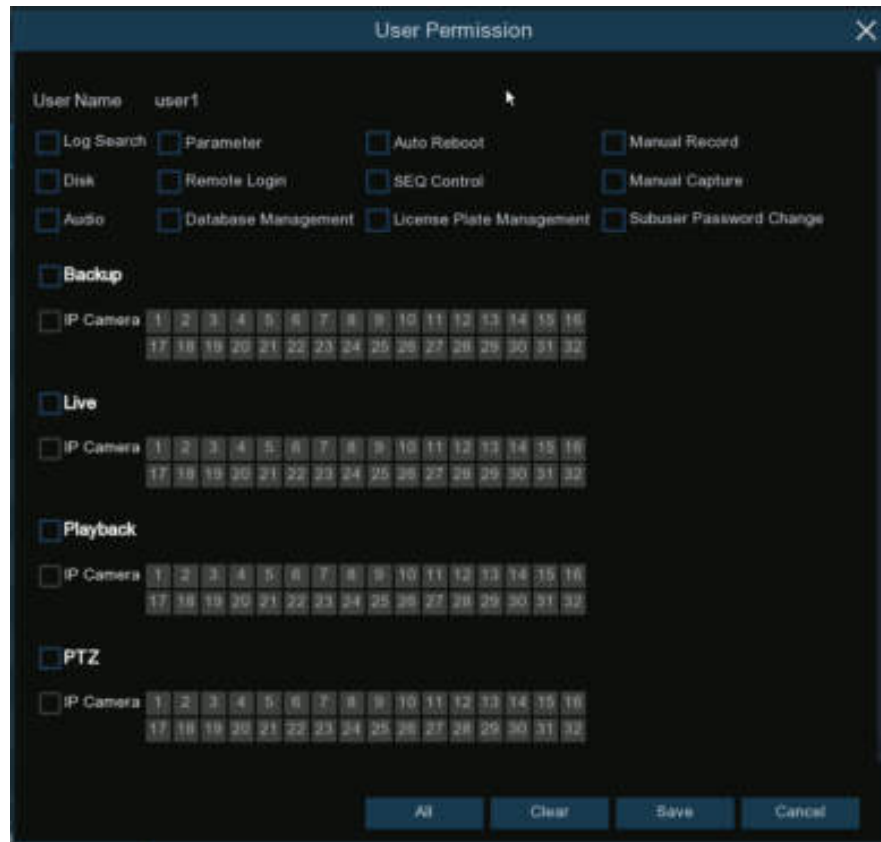 User Permission
User Name user1
Log Search Parameter Auto Reboot Manual Record
Disk Remote Login SEQ Control Manual Capture
Audio Database Management License Plate Management Subuser Password Change
Backup
IP Camera 1 2 3 4 5 6 7 8 9 10 11 12 13 14 15 16
17 18 19 20 21 22 23 24 25 26 27 28 29 30 31 32
Live
IP Camera 1 2 3 4 5 6 7 8 9 10 11 12 13 14 15 16
17 18 19 20 21 22 23 24 25 26 27 28 29 30 31 32
Playback
IP Camera 1 2 3 4 5 6 7 8 9 10 11 12 13 14 15 16
17 18 19 20 21 22 23 24 25 26 27 28 29 30 31 32
PTZ
IP Camera 1 2 3 4 5 6 7 8 9 10 11 12 13 14 15 16
17 18 19 20 21 22 23 24 25 26 27 28 29 30 31 32
All Clear Save Cancel